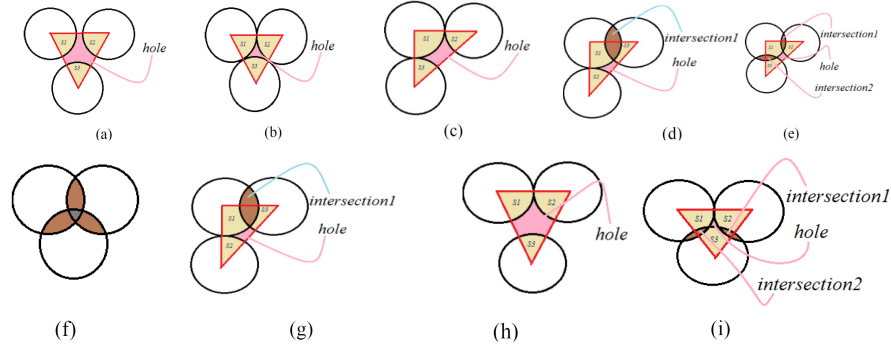 S1 S2
S3
hole
(a)
S1 S2
S3
hole
(b)
S1 S2
S3
hole
(c)
S1 S3
S2
intersection1
hole
(d)
S1 S2
S3
intersection1
hole
intersection2
(e)
(f)
S1 S3
S2
intersection1
hole
(g)
S1 S2
S3
hole
(h)
S1 S2
S3
intersection1
hole
intersection2
(i)